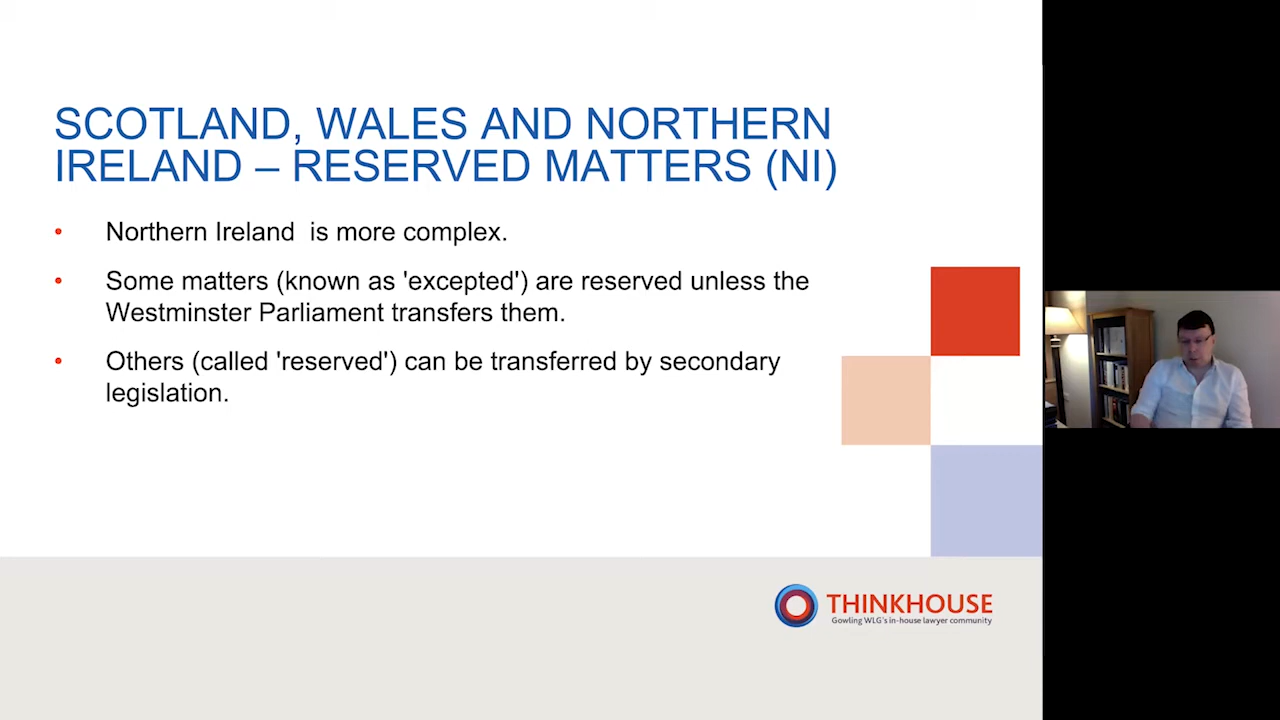 SCOTLAND, WALES AND NORTHERN
IRELAND – RESERVED MATTERS (NI)
• Northern Ireland  is more complex.
• Some matters (known as 'excepted') are reserved unless the
Westminster Parliament transfers them.
• Others (called 'reserved') can be transferred by secondary
legislation.
THINKHOUSE
Gowling WLG's in-house lawyer community